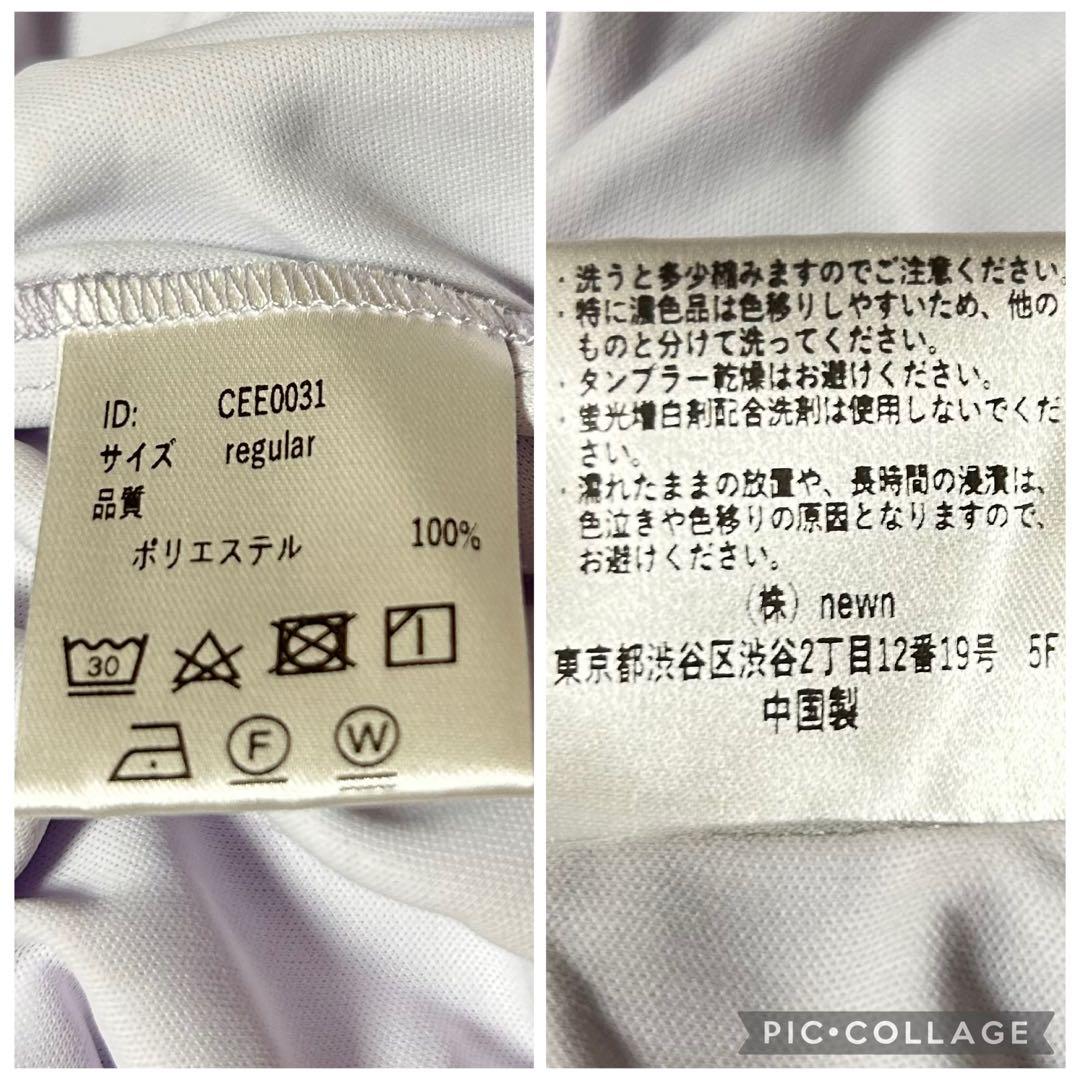 ID: CEE0031
サイズ regular
品質
ポリエステル 100%
30
F W
・洗うと多少縮みますのでご注意ください。
・特に濃色品は色移りしやすいため、他の
ものと分けて洗ってください。
・タンブラー乾燥はお避けください。
・蛍光増白剤配合洗剤は使用しないでくだ
さい。
・濡れたままの放置や、長時間の浸漬は、
色泣きや色移りの原因となりますので、
お避けください。
(株) newn
東京都渋谷区渋谷2丁目12番19号 5F
中国製
PIC•COLLAGE